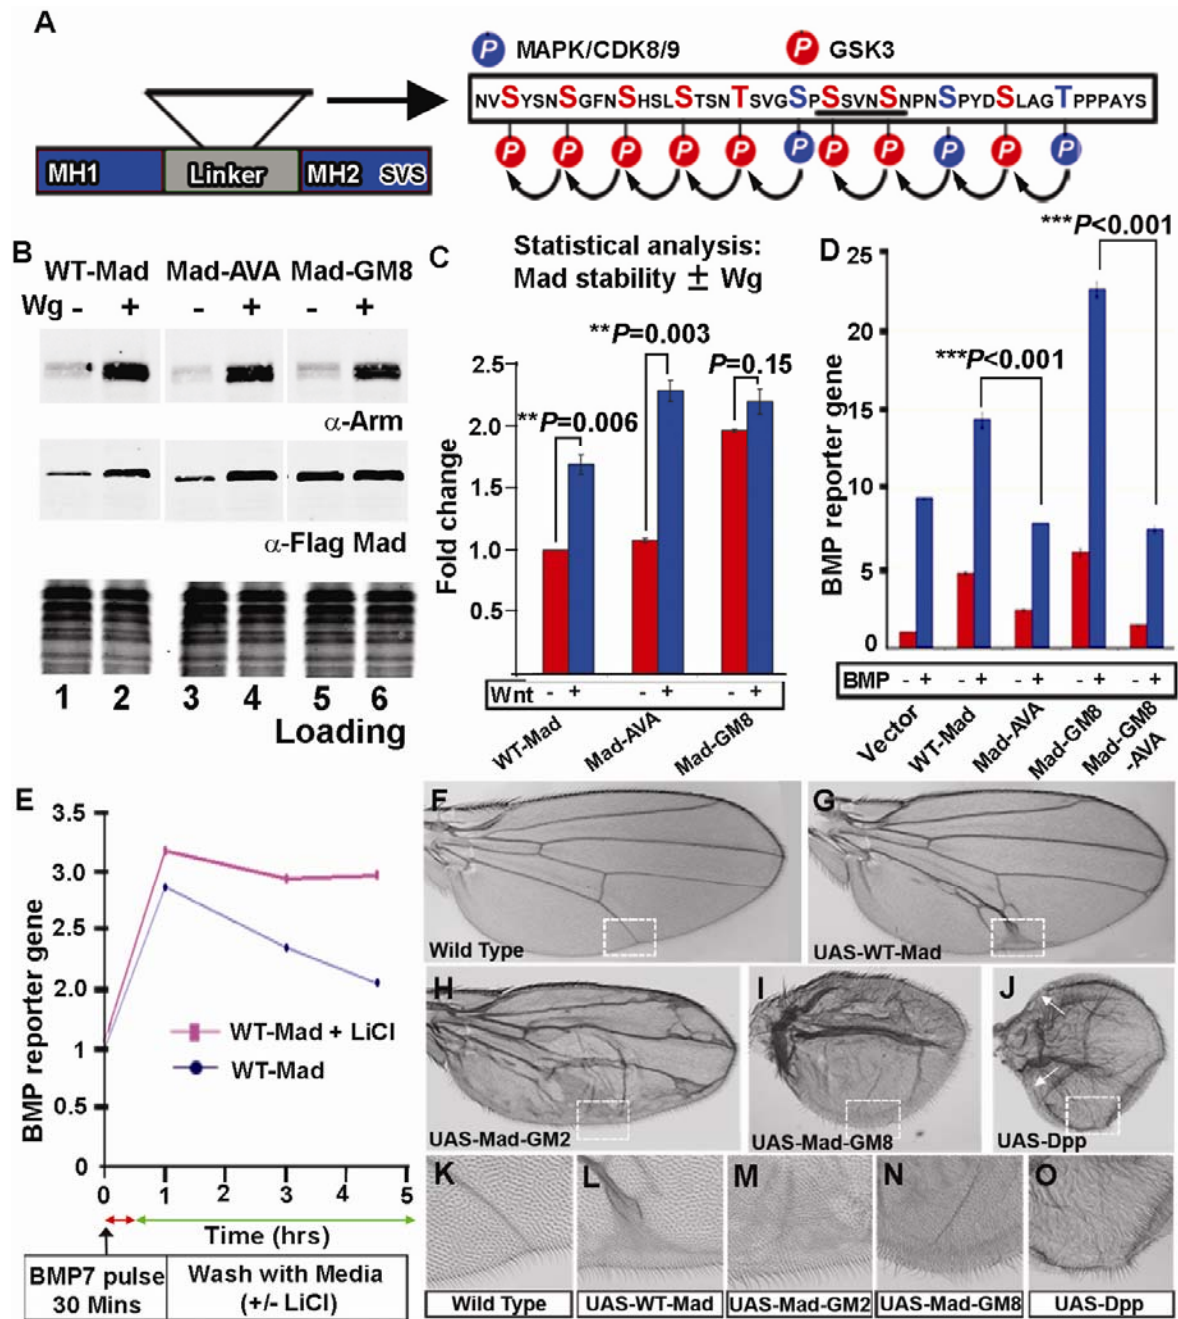 A
P MAPK/CDK8/9 P GSK3
NVSYSNSGFNSHSLSTSNTSVGSPSSVNSNPNSPYDSLAGTPPPAYS
P P P P P P P P P P P
MH1 Linker MH2 SVS
B
WT-Mad Mad-AVA Mad-GM8
Wg - + - + - +
α-Arm
α-Flag Mad
1 2 3 4 5 6
Loading
C
Statistical analysis:
Mad stability ± Wg
**P=0.006
**P=0.003
P=0.15
Fold change
2.5
2.0
1.5
1.0
0.5
Wnt - + - + - +
WT-Mad
Mad-AVA
Mad-GM8
D
***P<0.001
***P<0.001
BMP reporter gene
25
20
15
10
5
0
BMP - + - + - + - + - +
Vector
WT-Mad
Mad-AVA
Mad-GM8
Mad-GM8
-AVA
E
BMP reporter gene
3.5
3.0
2.5
2.0
1
0.5
0
WT-Mad + LiCl
WT-Mad
0 1 2 3 4 5
Time (hrs)
BMP7 pulse
30 Mins
Wash with Media
(+/- LiCl)
F
Wild Type
G
UAS-WT-Mad
H
UAS-Mad-GM2
I
UAS-Mad-GM8
J
UAS-Dpp
K
Wild Type
L
UAS-WT-Mad
M
UAS-Mad-GM2
N
UAS-Mad-GM8
O
UAS-Dpp